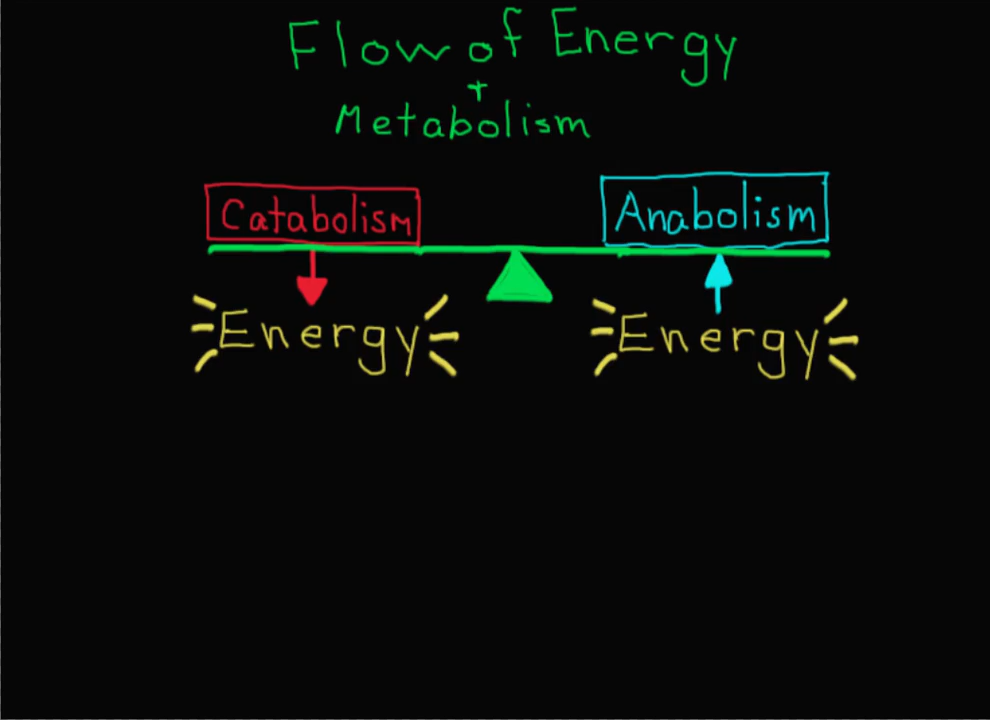 Flow of Energy
+
Metabolism
Catabolism
Anabolism
Energy
Energy